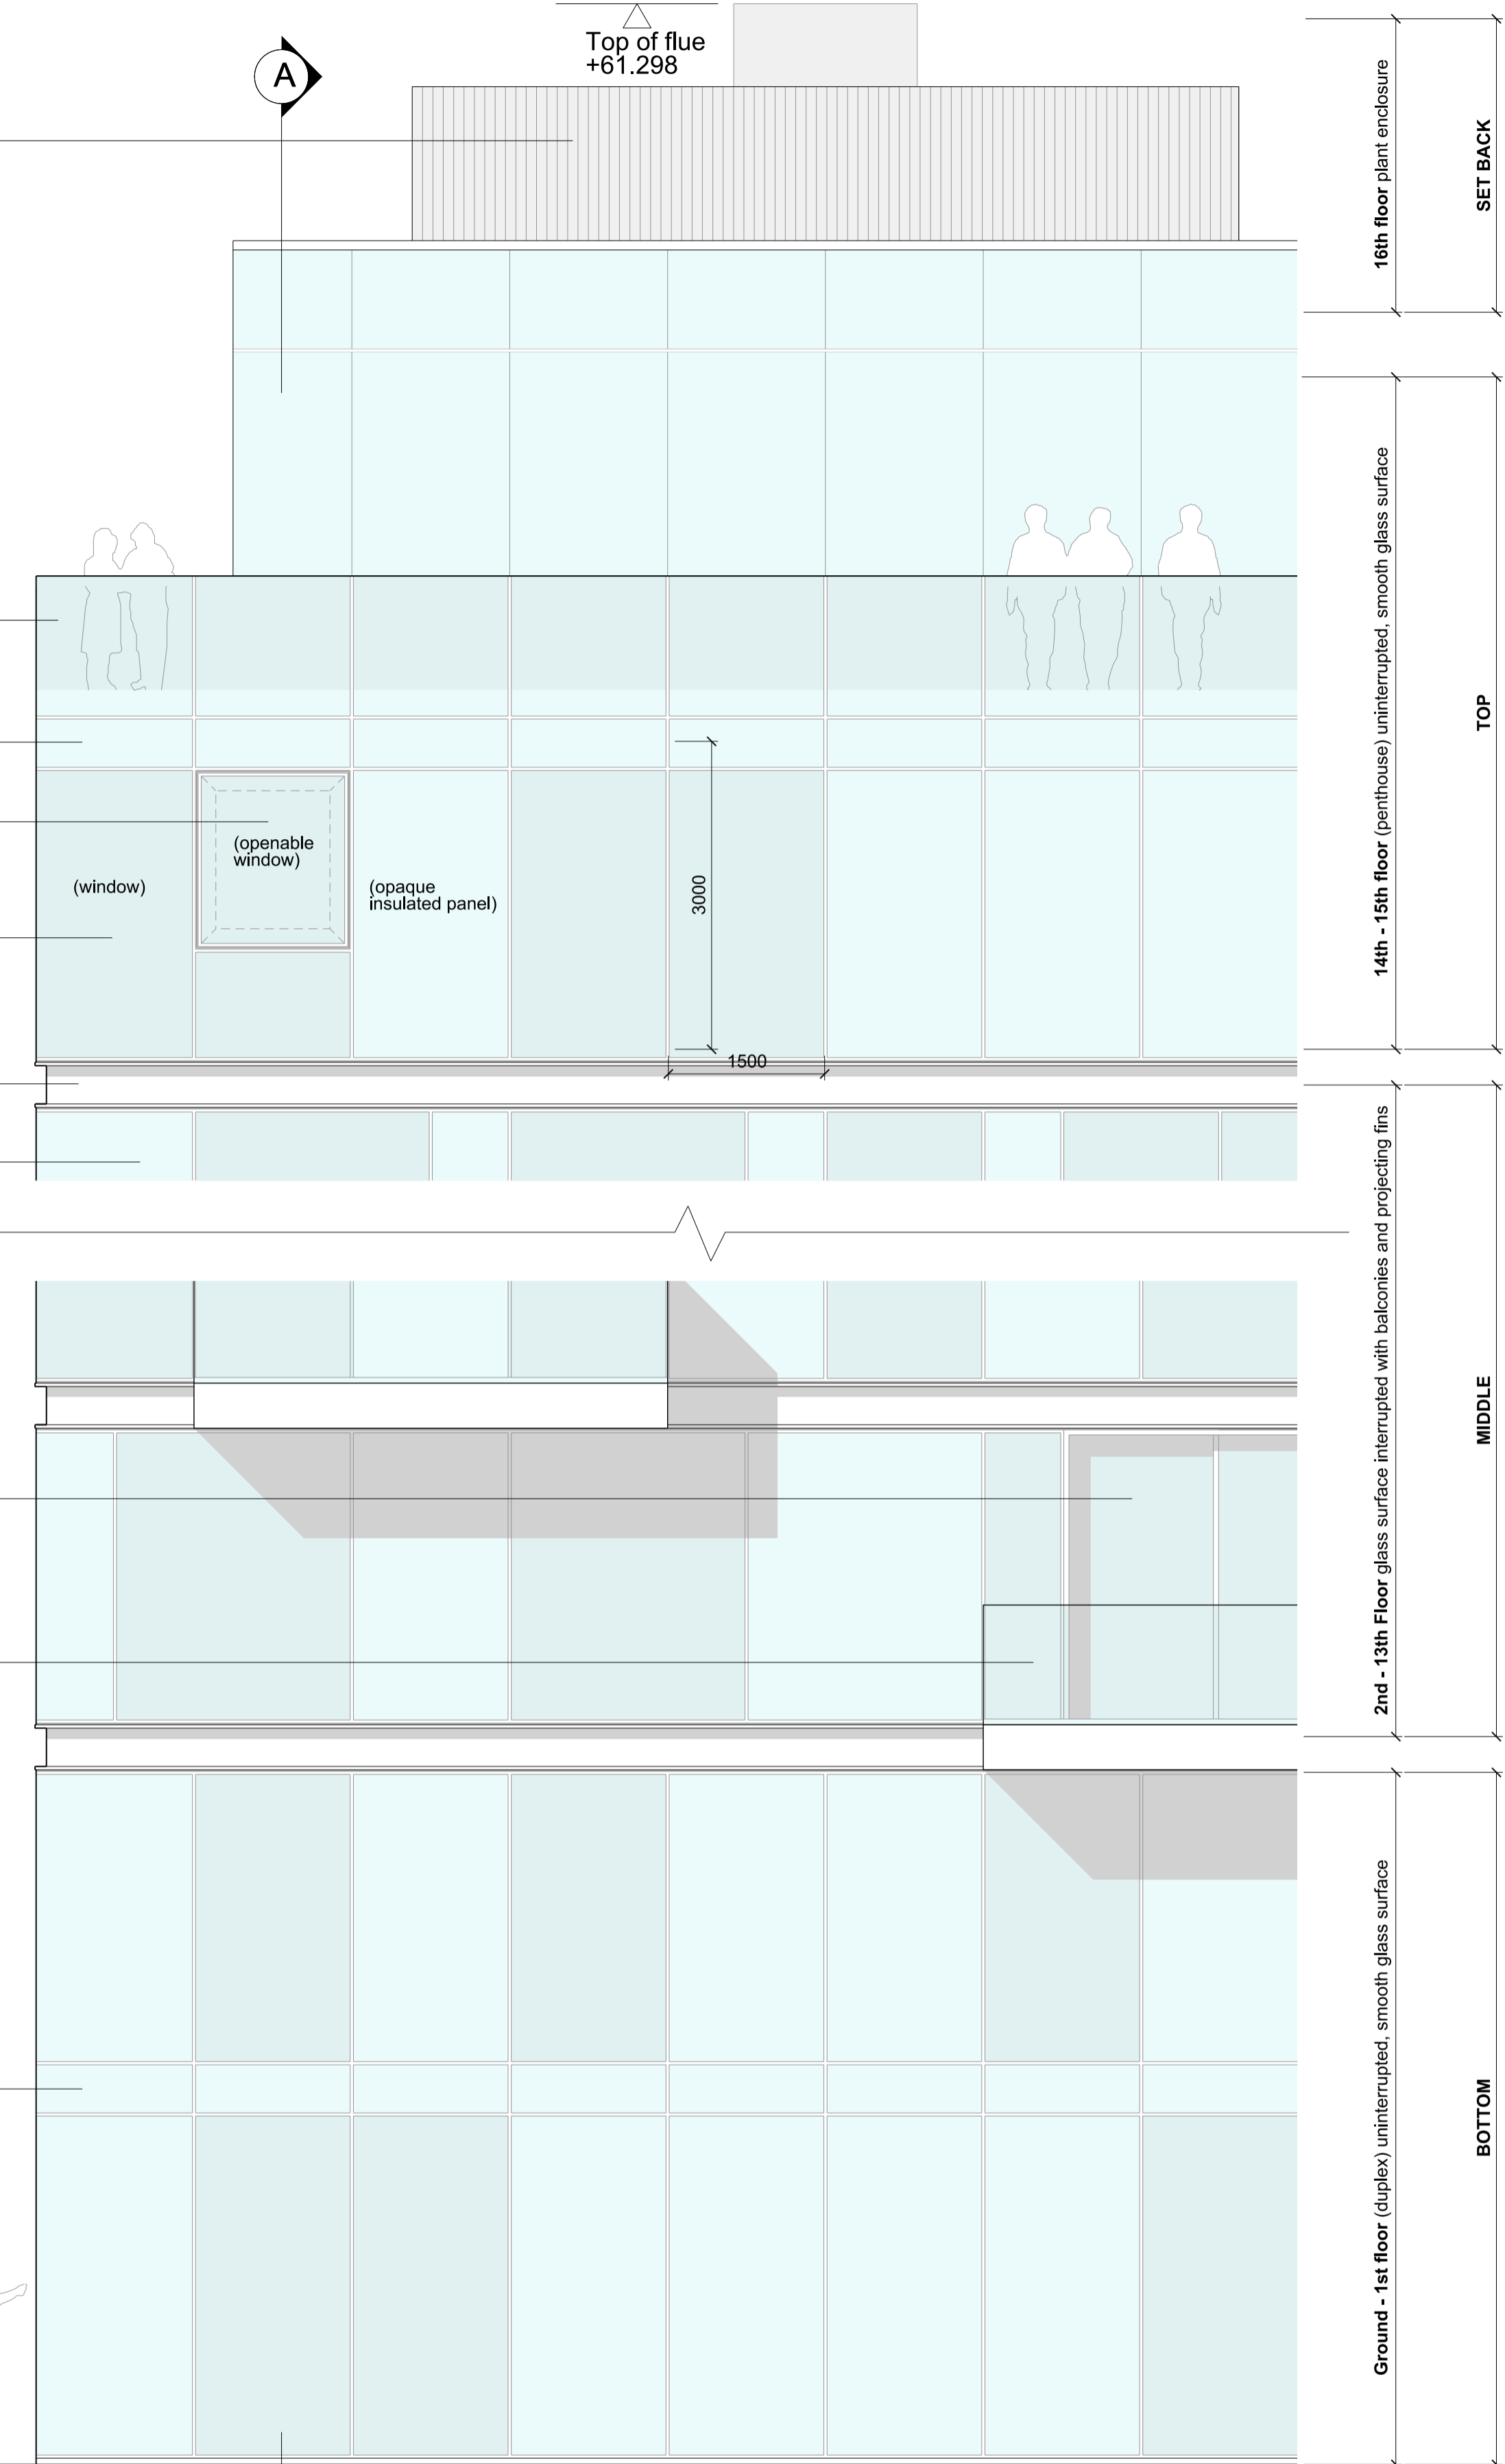 Top of flue
+61.298
A
16th floor plant enclosure
SET BACK
14th - 15th floor (penthouse) uninterrupted, smooth glass surface
TOP
(openable
window)
(window)
(opaque
insulated panel)
3000
1500
2nd - 13th Floor glass surface interrupted with balconies and projecting fins
MIDDLE
Ground - 1st floor (duplex) uninterrupted, smooth glass surface
BOTTOM